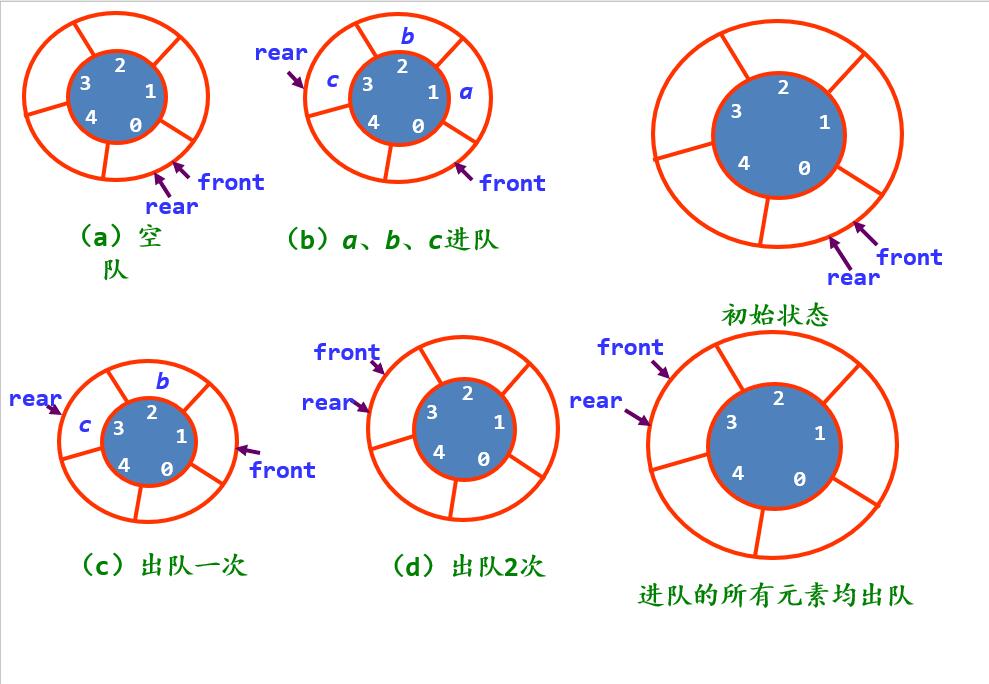 2
3
1
4
0
front
rear
（a）空
队
b
rear
c
3
2
1
a
4
0
front
（b）a、b、c进队
2
3
1
4
0
front
rear
初始状态
b
rear
c
3
2
1
4
0
front
（c）出队一次
front
rear
2
3
1
4
0
（d）出队2次
front
rear
2
3
1
4
0
进队的所有元素均出队